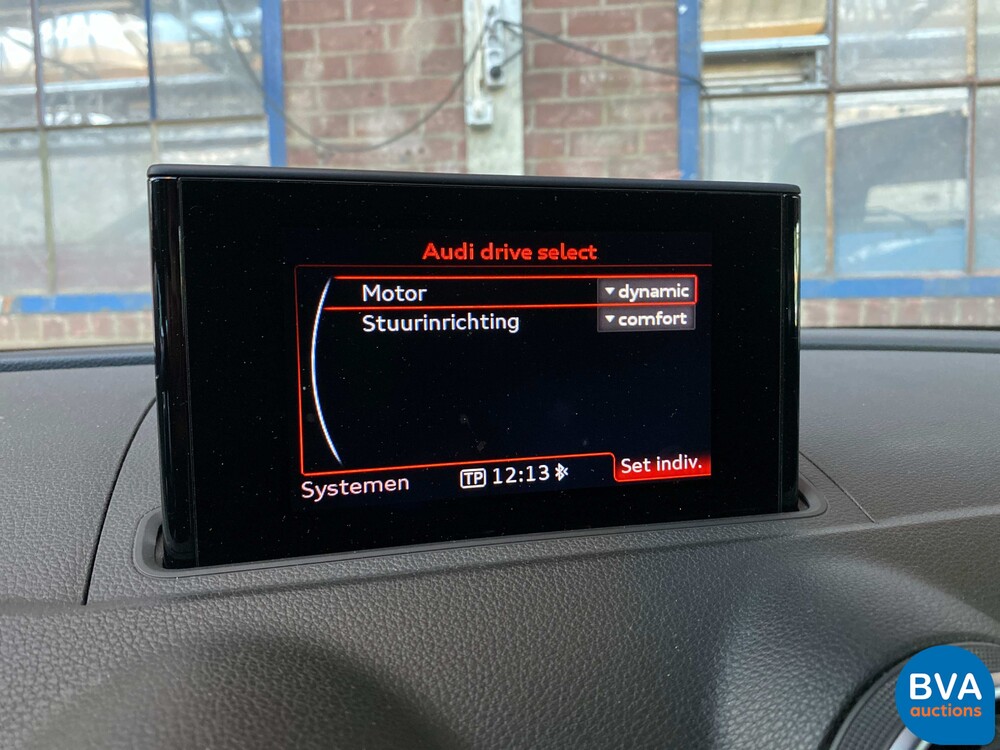 Audi drive select
Motor ▼ dynamic
Stuurinrichting ▼ comfort
Systemen TP 12:13 Set indiv.
BVA
auctions